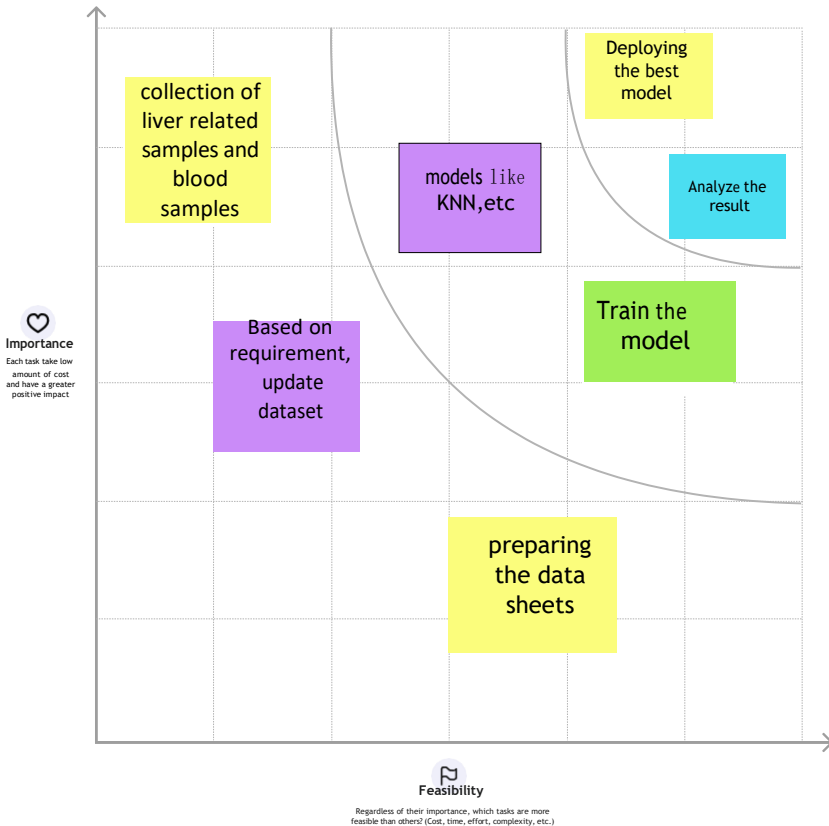 Deploying
the best
model
collection of
liver related
samples and
blood
samples
models like
KNN,etc
Analyze the
result
Train the
model
Importance
Each task take low
amount of cost
and have a greater
positive impact
Based on
requirement,
update
dataset
preparing
the data
sheets
Feasibility
Regardless of their importance, which tasks are more
feasible than others? (Cost, time, effort, complexity, etc.)